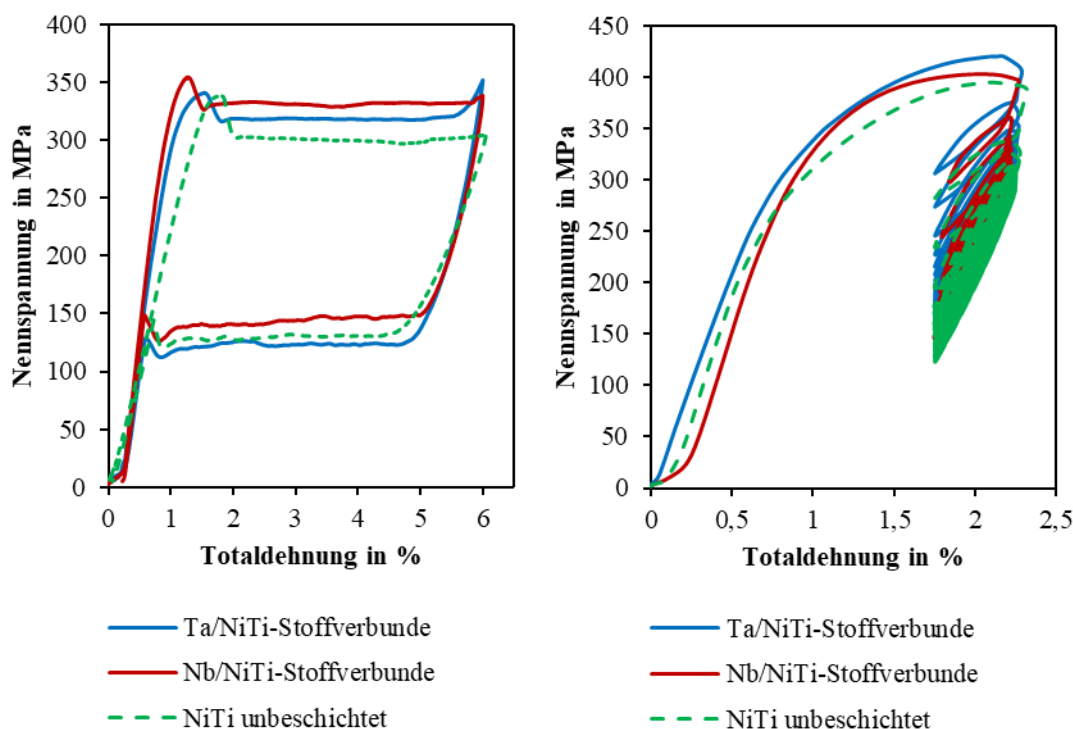 400
350
300
250
200
150
100
50
0
Nennspannung in MPa
0 1 2 3 4 5 6
Totaldehnung in %
Ta/NiTi-Stoffverbunde
Nb/NiTi-Stoffverbunde
NiTi unbeschichtet
450
400
350
300
250
200
150
100
50
0
Nennspannung in MPa
0 0,5 1 1,5 2 2,5
Totaldehnung in %
Ta/NiTi-Stoffverbunde
Nb/NiTi-Stoffverbunde
NiTi unbeschichtet